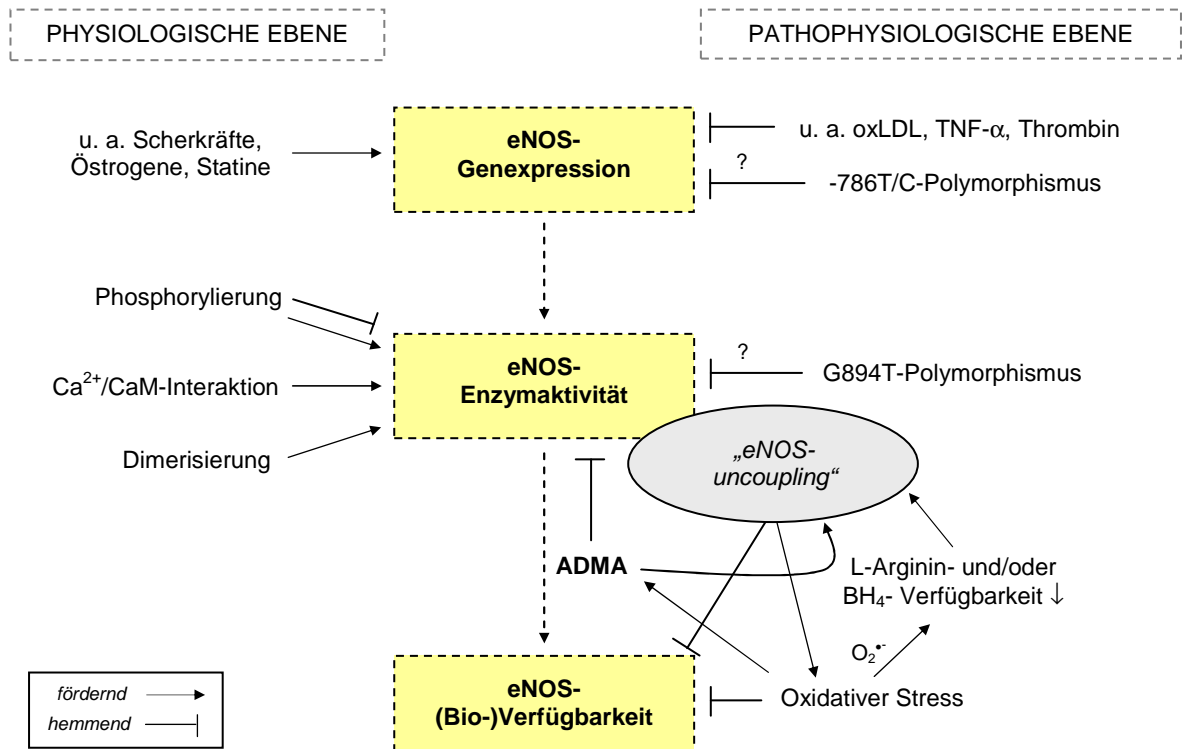 PHYSIOLOGISCHE EBENE
PATHOPHYSIOLOGISCHE EBENE
u. a. Scherkräfte,
Östrogene, Statine
eNOS-
Genexpression
u. a. oxLDL, TNF-α, Thrombin
?
-786T/C-Polymorphismus
Phosphorylierung
Ca²⁺/CaM-Interaktion
Dimerisierung
eNOS-
Enzymaktivität
?
G894T-Polymorphismus
„eNOS-
uncoupling“
ADMA
L-Arginin- und/oder
BH₄- Verfügbarkeit ↓
O₂•-
Oxidativer Stress
eNOS-
(Bio-)Verfügbarkeit
fördernd
hemmend